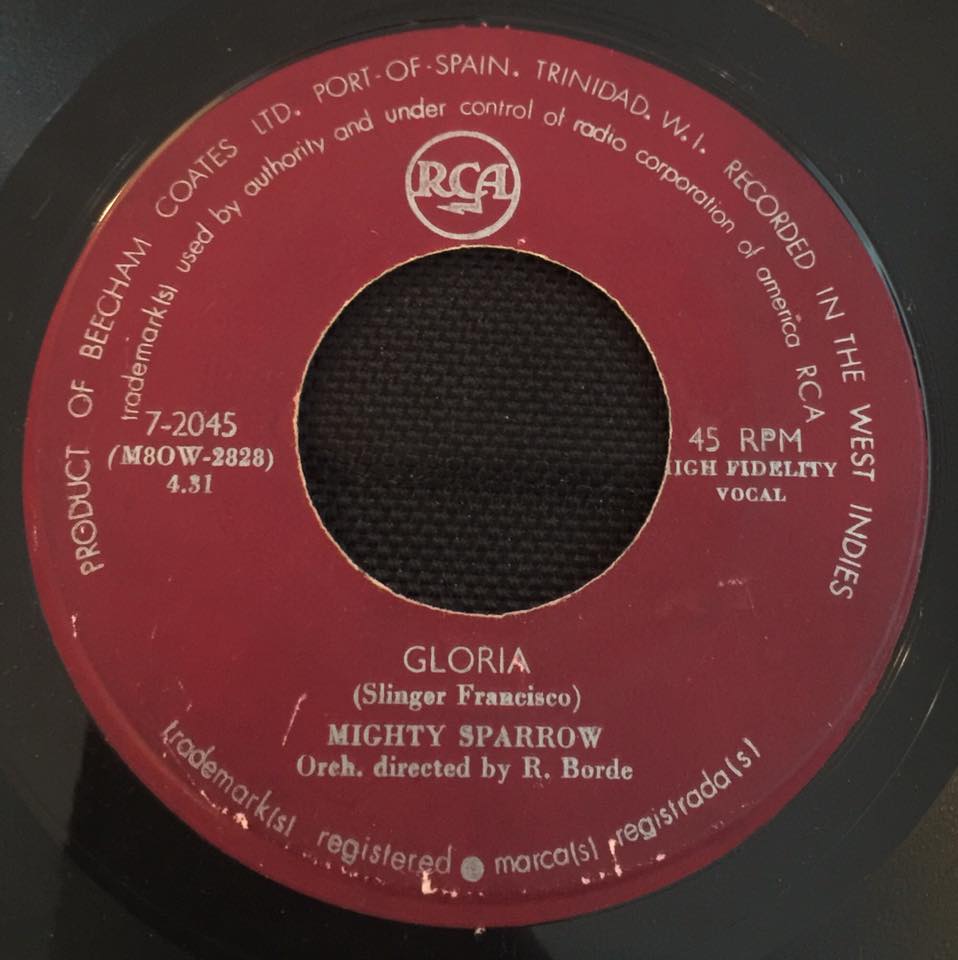 PRODUCT OF BEECHAM COATES LTD. PORT-OF-SPAIN. TRINIDAD. W.I. RECORDED IN THE WEST INDIES
trademark(s) used by authority and under control of radio corporation of america RCA
RCA
7-2045
(M8OW-2828)
4.31
45 RPM
IGH FIDELITY
VOCAL
GLORIA
(Slinger Francisco)
MIGHTY SPARROW
Orch. directed by R. Borde
trademark(s) registered ● marca(s) registrada(s)